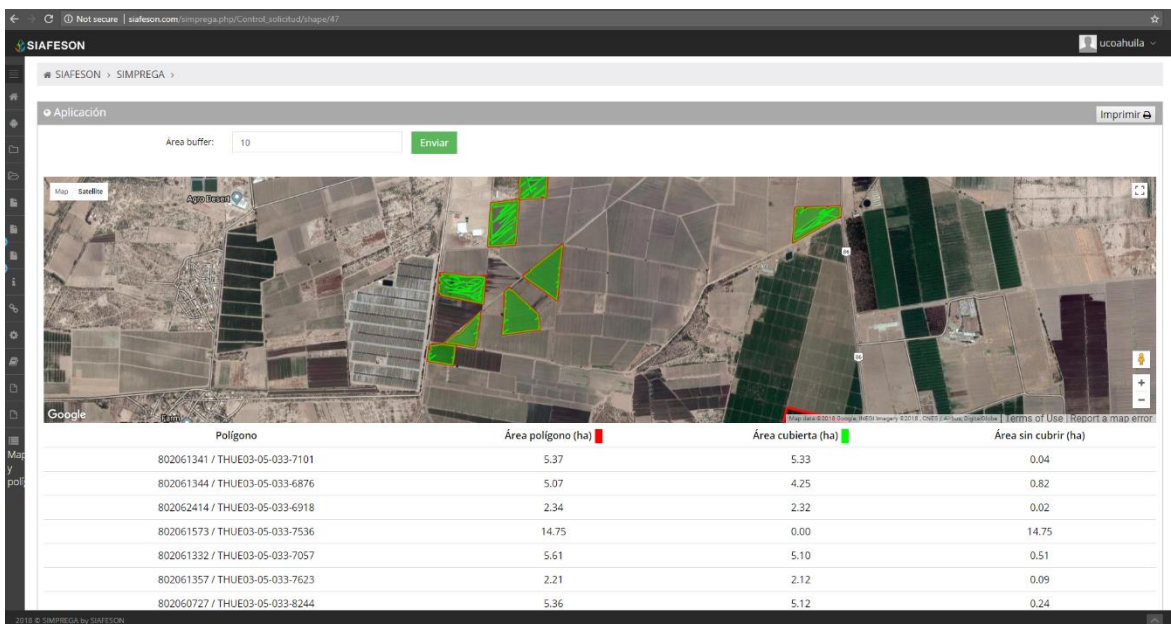 Not secure | siafeson.com/simprega.php/Control_solicitud/shape/47
SIAFESON
ucoahuila
SIAFESON > SIMPREGA >
Aplicación
Imprimir
Área buffer: 10 Enviar
Map Satellite
Agro Desert
86
86
Farm
Google
Terms of Use | Report a map error
Polígono Área polígono (ha) Área cubierta (ha) Área sin cubrir (ha)
Map
y
802061341 / THUE03-05-033-7101 5.37 5.33 0.04
802061344 / THUE03-05-033-6876 5.07 4.25 0.82
802062414 / THUE03-05-033-6918 2.34 2.32 0.02
802061573 / THUE03-05-033-7536 14.75 0.00 14.75
802061332 / THUE03-05-033-7057 5.61 5.10 0.51
802061357 / THUE03-05-033-7623 2.21 2.12 0.09
802060727 / THUE03-05-033-8244 5.36 5.12 0.24
2018 © SIMPREGA by SIAFESON